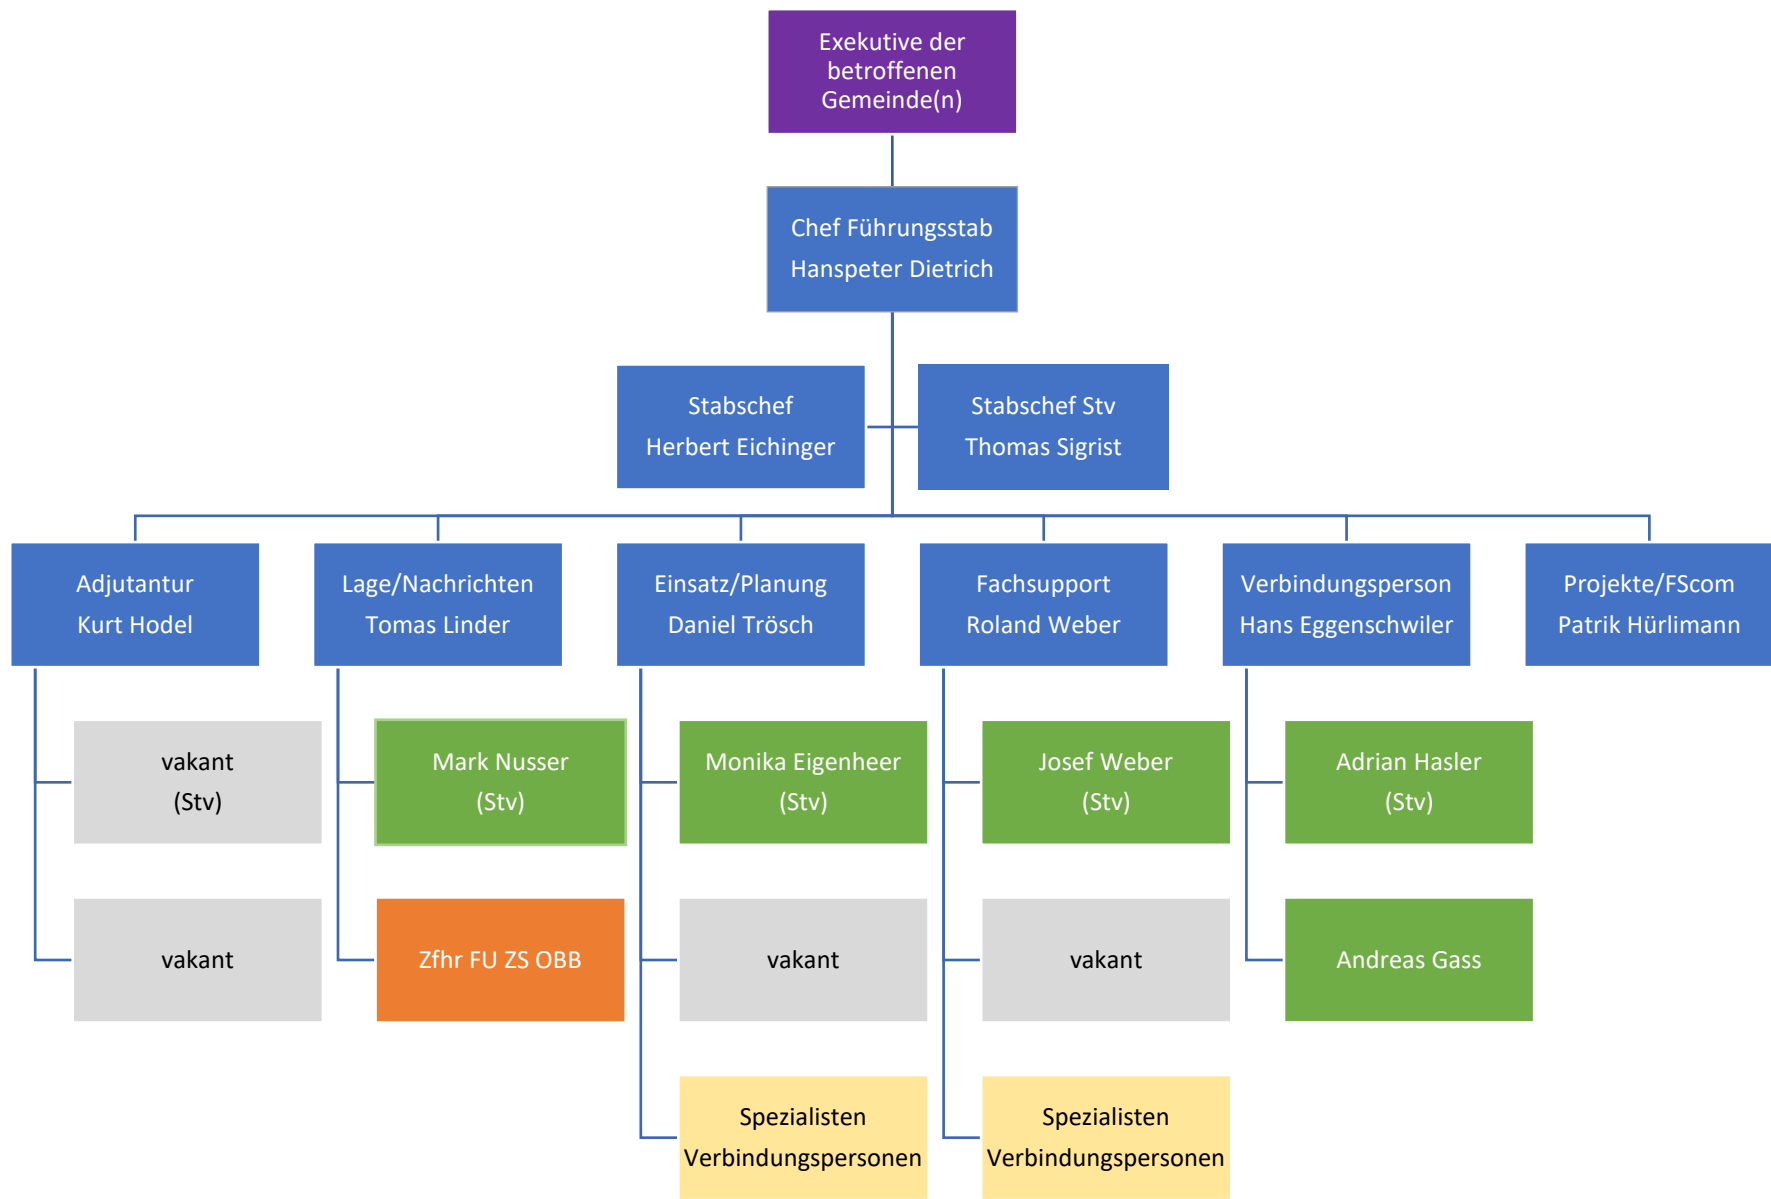 Exekutive der
betroffenen
Gemeinde(n)
Chef Führungsstab
Hanspeter Dietrich
Stabschef
Herbert Eichinger
Stabschef Stv
Thomas Sigrist
Adjutantur
Kurt Hodel
Lage/Nachrichten
Tomas Linder
Einsatz/Planung
Daniel Trösch
Fachsupport
Roland Weber
Verbindungsperson
Hans Eggenschwiler
Projekte/FScom
Patrik Hürlimann
vakant
(Stv)
Mark Nusser
(Stv)
Monika Eigenheer
(Stv)
Josef Weber
(Stv)
Adrian Hasler
(Stv)
vakant
Zfhr FU ZS OBB
vakant
vakant
Andreas Gass
Spezialisten
Verbindungspersonen
Spezialisten
Verbindungspersonen